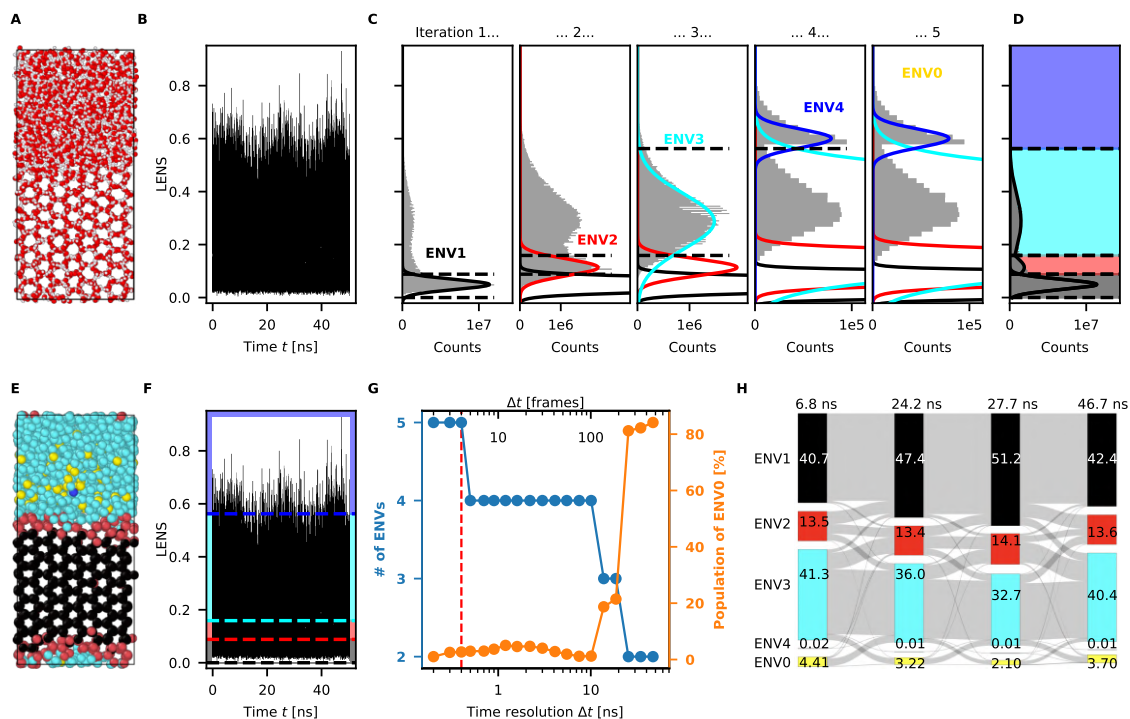 A
B
C
D
Iteration 1...
... 2...
... 3...
... 4...
... 5
LENS
0.8
0.6
0.4
0.2
0.0
0
20
40
Time t [ns]
ENV1
ENV2
ENV3
ENV4
ENV0
0
1e7
Counts
0
1e6
Counts
0
1e6
Counts
0
1e5
Counts
0
1e5
Counts
0
1e7
Counts
E
F
G
H
LENS
0.8
0.6
0.4
0.2
0.0
0
20
40
Time t [ns]
Δt [frames]
10
100
# of ENVs
5
4
3
2
1
10
Time resolution Δt [ns]
Population of ENV0 [%]
80
60
40
20
0
6.8 ns
24.2 ns
27.7 ns
46.7 ns
ENV1
40.7
47.4
51.2
42.4
ENV2
13.5
13.4
14.1
13.6
ENV3
41.3
36.0
32.7
40.4
ENV4
0.02
0.01
0.01
0.01
ENV0
4.41
3.22
2.10
3.70